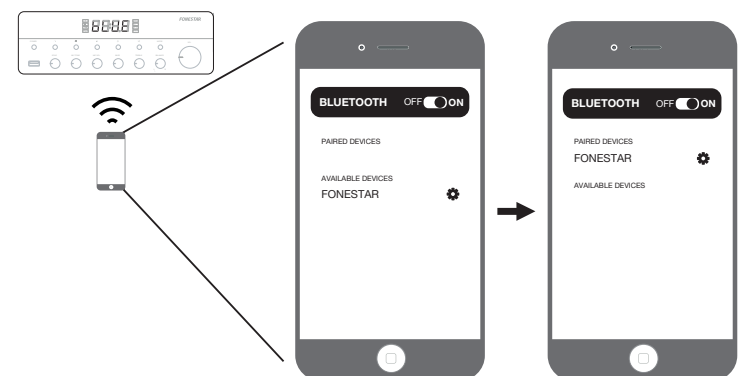 FONESTAR
BLUETOOTH OFF ON
PAIRED DEVICES
AVAILABLE DEVICES
FONESTAR
BLUETOOTH OFF ON
PAIRED DEVICES
FONESTAR
AVAILABLE DEVICES